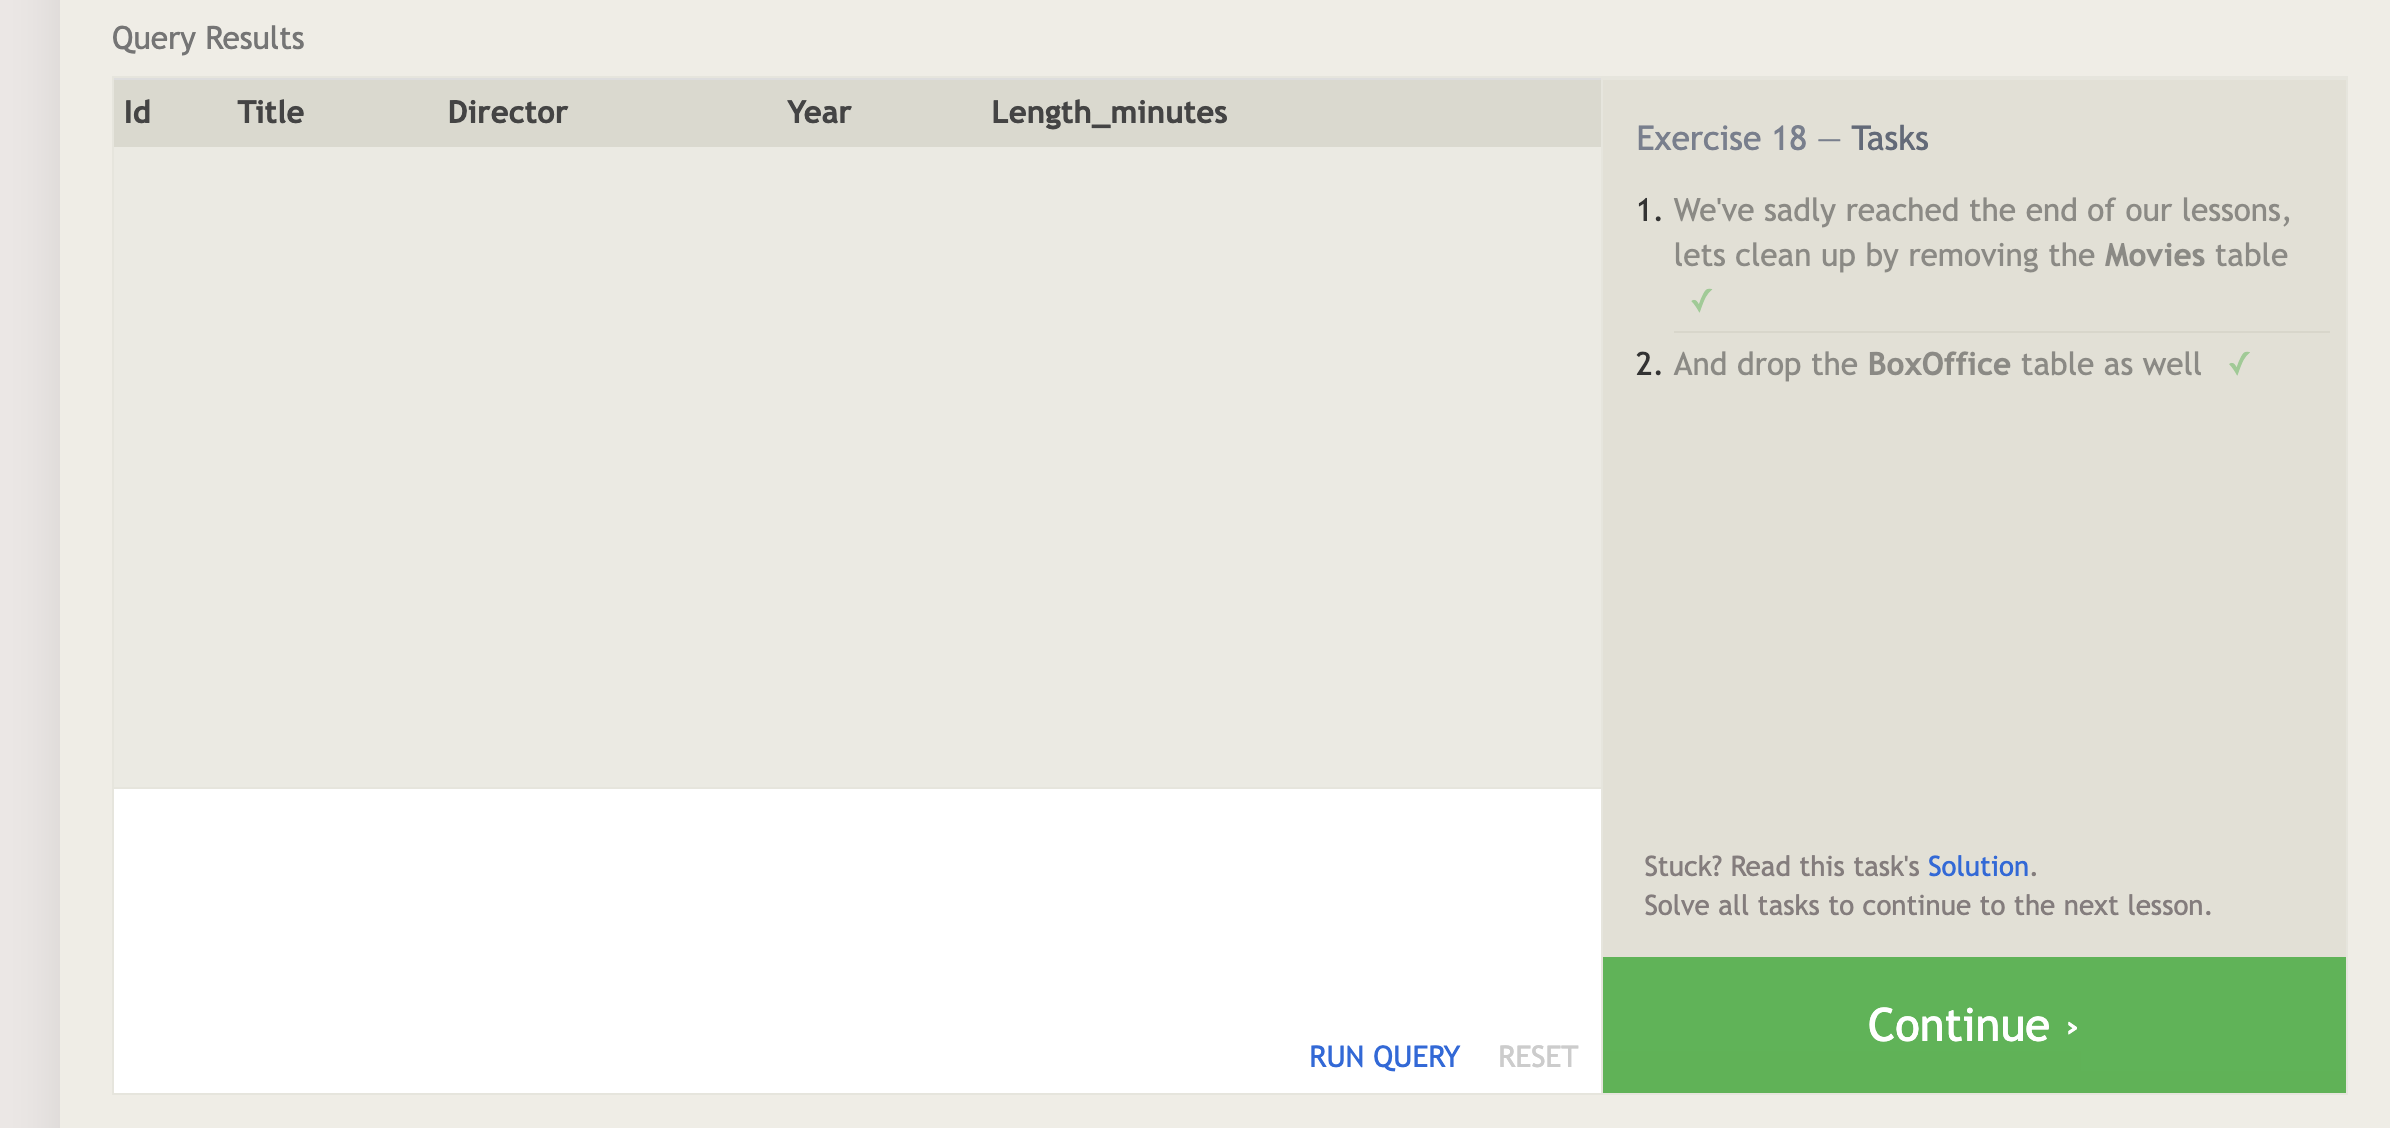 Query Results
Id Title Director Year Length_minutes
Exercise 18 — Tasks
1. We've sadly reached the end of our lessons,
lets clean up by removing the Movies table
✓
2. And drop the BoxOffice table as well ✓
Stuck? Read this task's Solution.
Solve all tasks to continue to the next lesson.
RUN QUERY RESET
Continue ›